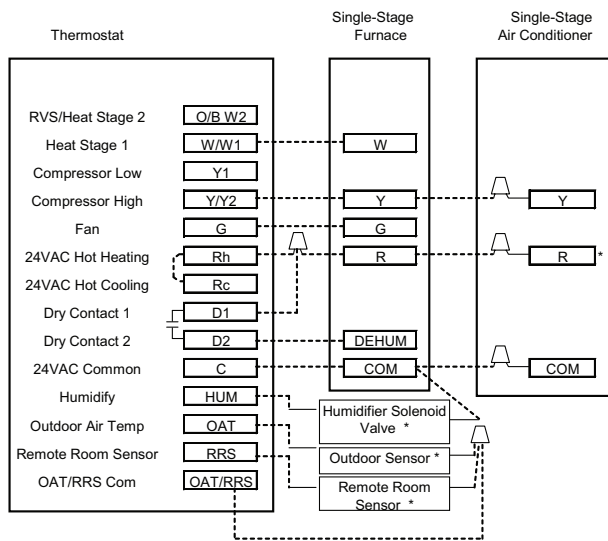 Thermostat
Single-Stage
Furnace
Single-Stage
Air Conditioner
RVS/Heat Stage 2 O/B W2
Heat Stage 1 W/W1 W
Compressor Low Y1
Compressor High Y/Y2 Y Y
Fan G G
24VAC Hot Heating Rh R R *
24VAC Hot Cooling Rc
Dry Contact 1 D1
Dry Contact 2 D2 DEHUM
24VAC Common C COM COM
Humidify HUM
Humidifier Solenoid
Valve *
Outdoor Air Temp OAT
Outdoor Sensor *
Remote Room Sensor RRS
Remote Room
Sensor *
OAT/RRS Com OAT/RRS